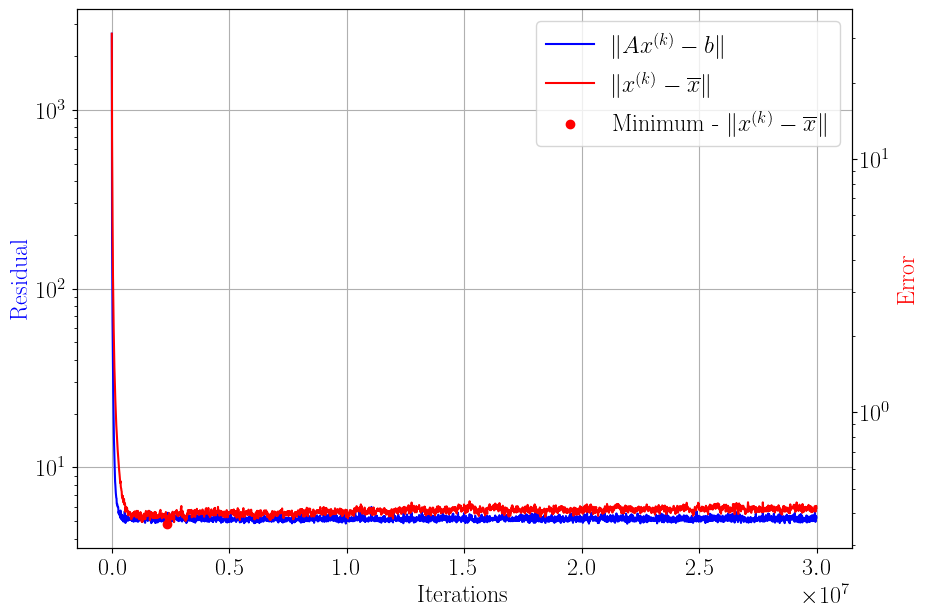 ‖Ax^{(k)} − b‖
‖x^{(k)} − x̅‖
Minimum - ‖x^{(k)} − x̅‖
10^3
10^2
10^1
Residual
10^1
10^0
Error
0.0 0.5 1.0 1.5 2.0 2.5 3.0
Iterations
×10^7